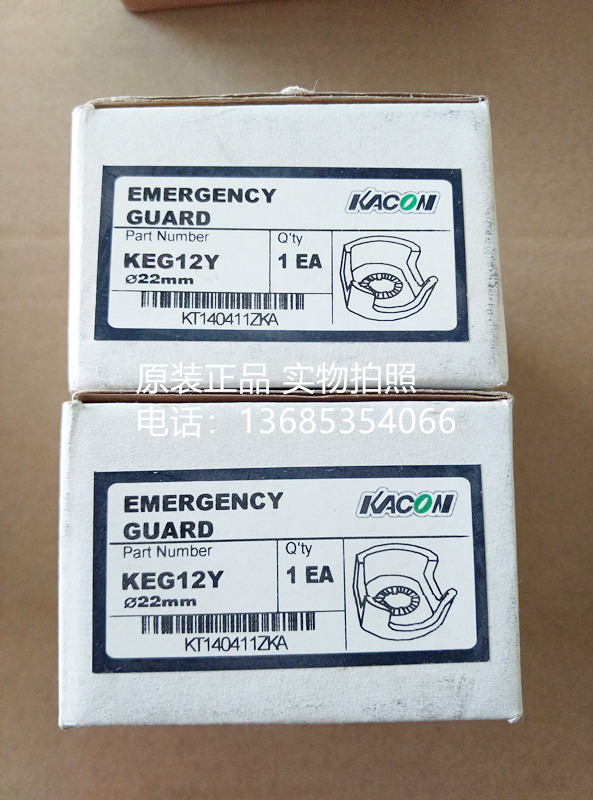 EMERGENCY
GUARD
KACON
Part Number
KEG12Y
ø22mm
Q'ty
1 EA
KT140411ZKA
原装正品 实物拍照
电话：13685354066
EMERGENCY
GUARD
KACON
Part Number
KEG12Y
ø22mm
Q'ty
1 EA
KT140411ZKA